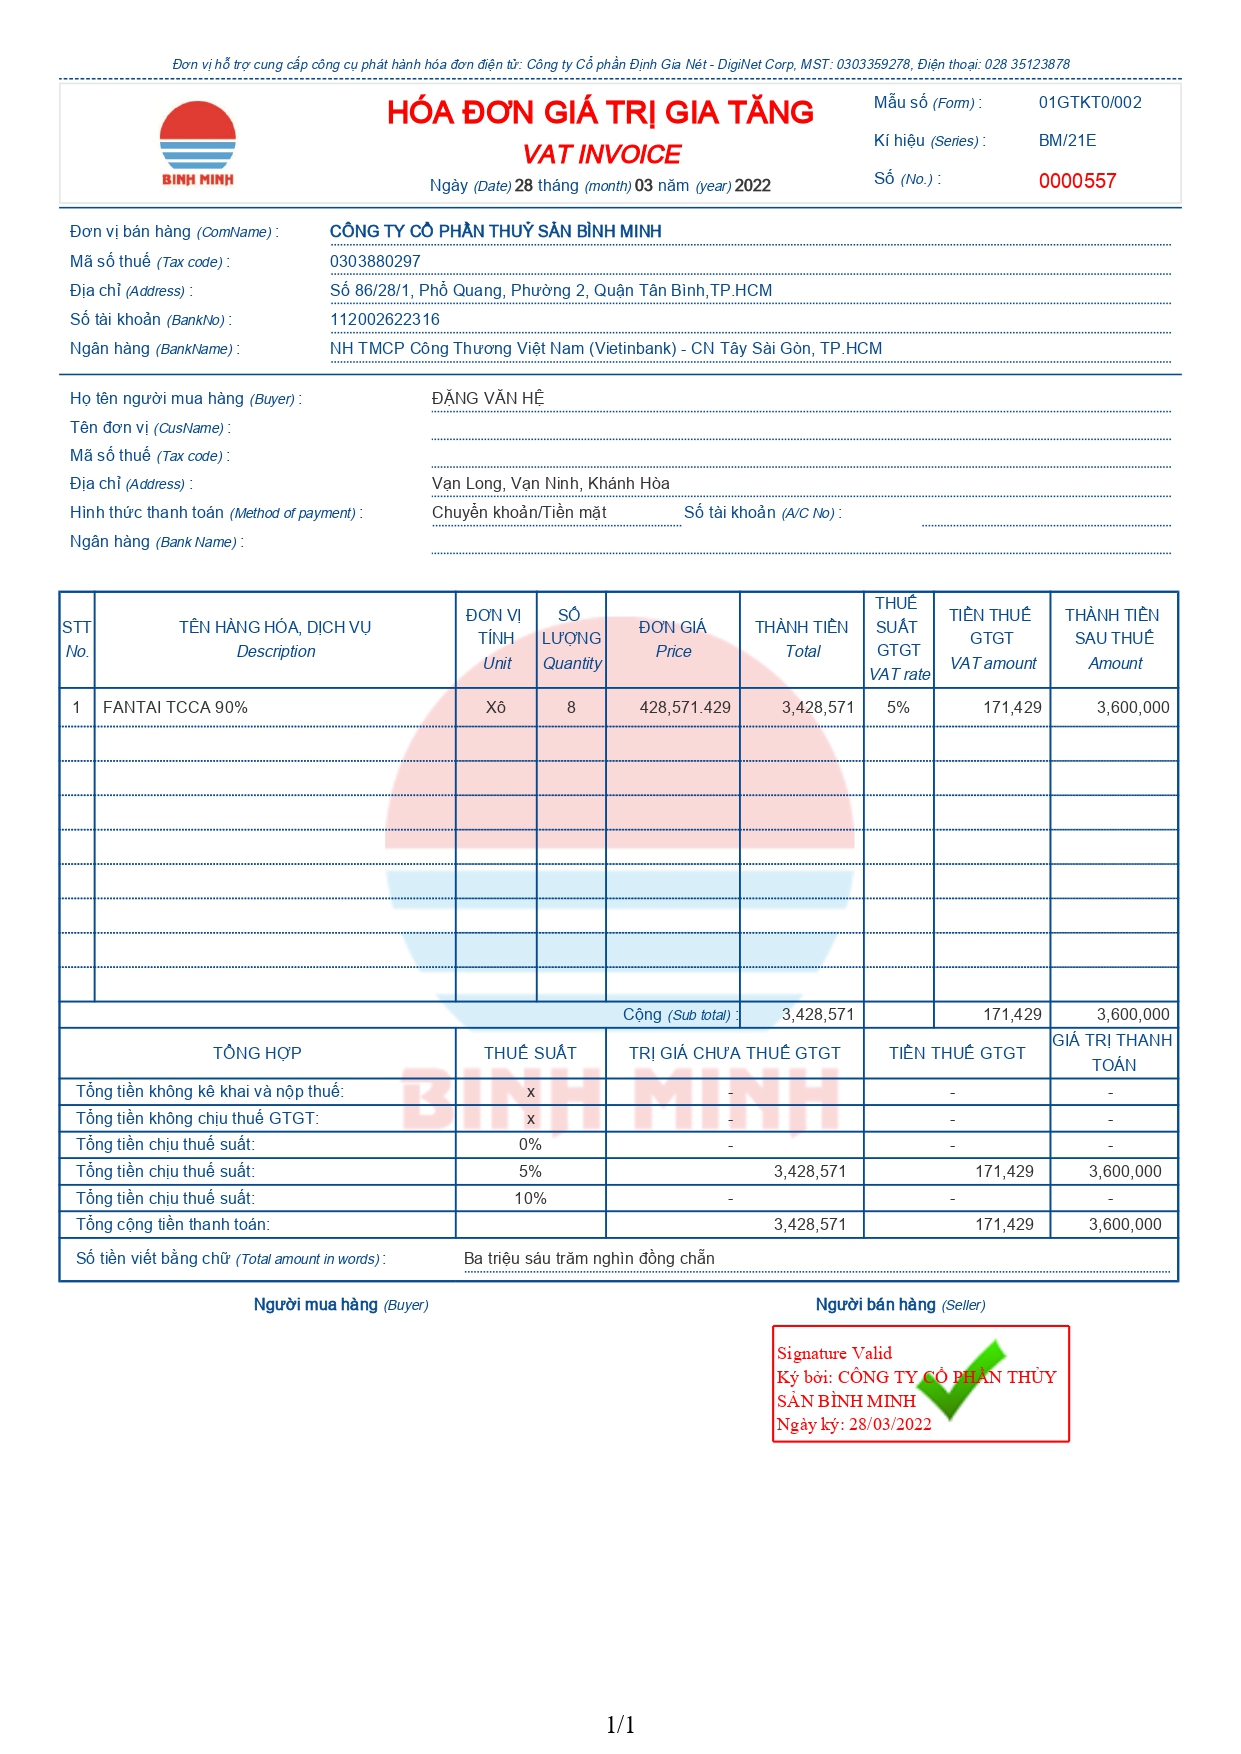 Đơn vị hỗ trợ cung cấp công cụ phát hành hóa đơn điện tử: Công ty Cổ phần Định Gia Nét - DigiNet Corp, MST: 0303359278, Điện thoại: 028 35123878
BINH MINH
HÓA ĐƠN GIÁ TRỊ GIA TĂNG
VAT INVOICE
Ngày (Date) 28 tháng (month) 03 năm (year) 2022
Mẫu số (Form) : 01GTKT0/002
Kí hiệu (Series) : BM/21E
Số (No.) : 0000557
Đơn vị bán hàng (ComName) : CÔNG TY CỔ PHẦN THUỶ SẢN BÌNH MINH
Mã số thuế (Tax code) : 0303880297
Địa chỉ (Address) : Số 86/28/1, Phổ Quang, Phường 2, Quận Tân Bình,TP.HCM
Số tài khoản (BankNo) : 112002622316
Ngân hàng (BankName) : NH TMCP Công Thương Việt Nam (Vietinbank) - CN Tây Sài Gòn, TP.HCM
Họ tên người mua hàng (Buyer) : ĐẶNG VĂN HỆ
Tên đơn vị (CusName) :
Mã số thuế (Tax code) :
Địa chỉ (Address) : Vạn Long, Vạn Ninh, Khánh Hòa
Hình thức thanh toán (Method of payment) : Chuyển khoản/Tiền mặt Số tài khoản (A/C No) :
Ngân hàng (Bank Name) :
STT No. TÊN HÀNG HÓA, DỊCH VỤ Description ĐƠN VỊ TÍNH Unit SỐ LƯỢNG Quantity ĐƠN GIÁ Price THÀNH TIỀN Total THUẾ SUẤT GTGT VAT rate TIỀN THUẾ GTGT VAT amount THÀNH TIỀN SAU THUẾ Amount
1 FANTAI TCCA 90% Xô 8 428,571.429 3,428,571 5% 171,429 3,600,000
Cộng (Sub total) : 3,428,571 171,429 3,600,000
TỔNG HỢP THUẾ SUẤT TRỊ GIÁ CHƯA THUẾ GTGT TIỀN THUẾ GTGT GIÁ TRỊ THANH TOÁN
Tổng tiền không kê khai và nộp thuế: x - - -
Tổng tiền không chịu thuế GTGT: x - - -
Tổng tiền chịu thuế suất: 0% - - -
Tổng tiền chịu thuế suất: 5% 3,428,571 171,429 3,600,000
Tổng tiền chịu thuế suất: 10% - - -
Tổng cộng tiền thanh toán: 3,428,571 171,429 3,600,000
Số tiền viết bằng chữ (Total amount in words) : Ba triệu sáu trăm nghìn đồng chẵn
BINH MINH
Người mua hàng (Buyer) Người bán hàng (Seller)
Signature Valid
Ký bởi: CÔNG TY CỔ PHẦN THỦY
SẢN BÌNH MINH
Ngày ký: 28/03/2022
1/1